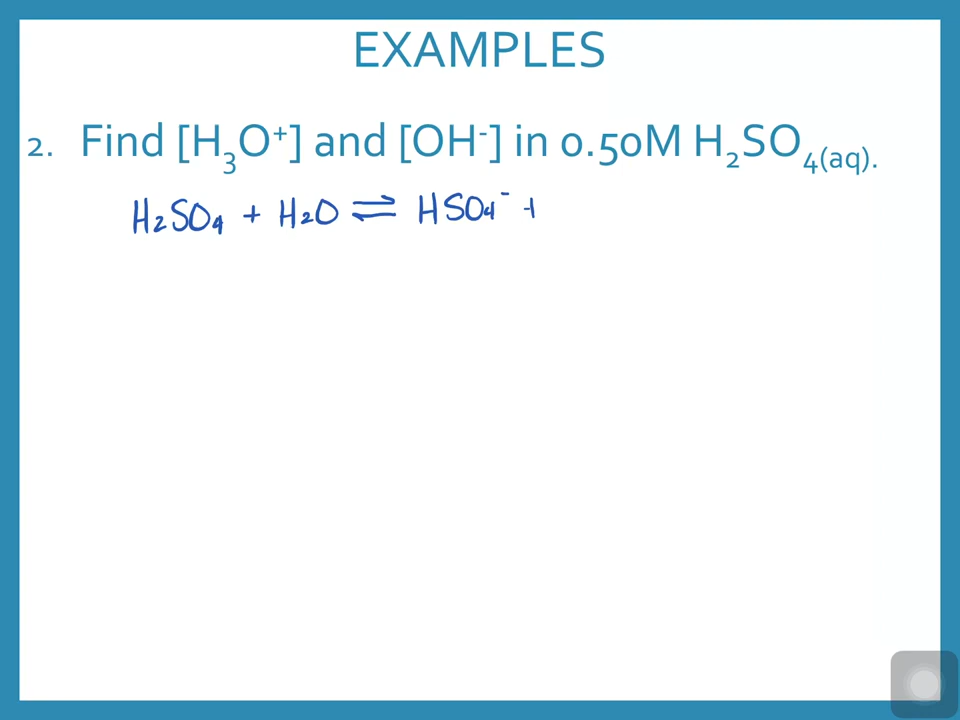 EXAMPLES
2. Find [H₃O⁺] and [OH⁻] in 0.50M H₂SO₄₍aq₎.
H₂SO₄ + H₂O ⇌ HSO₄⁻ +